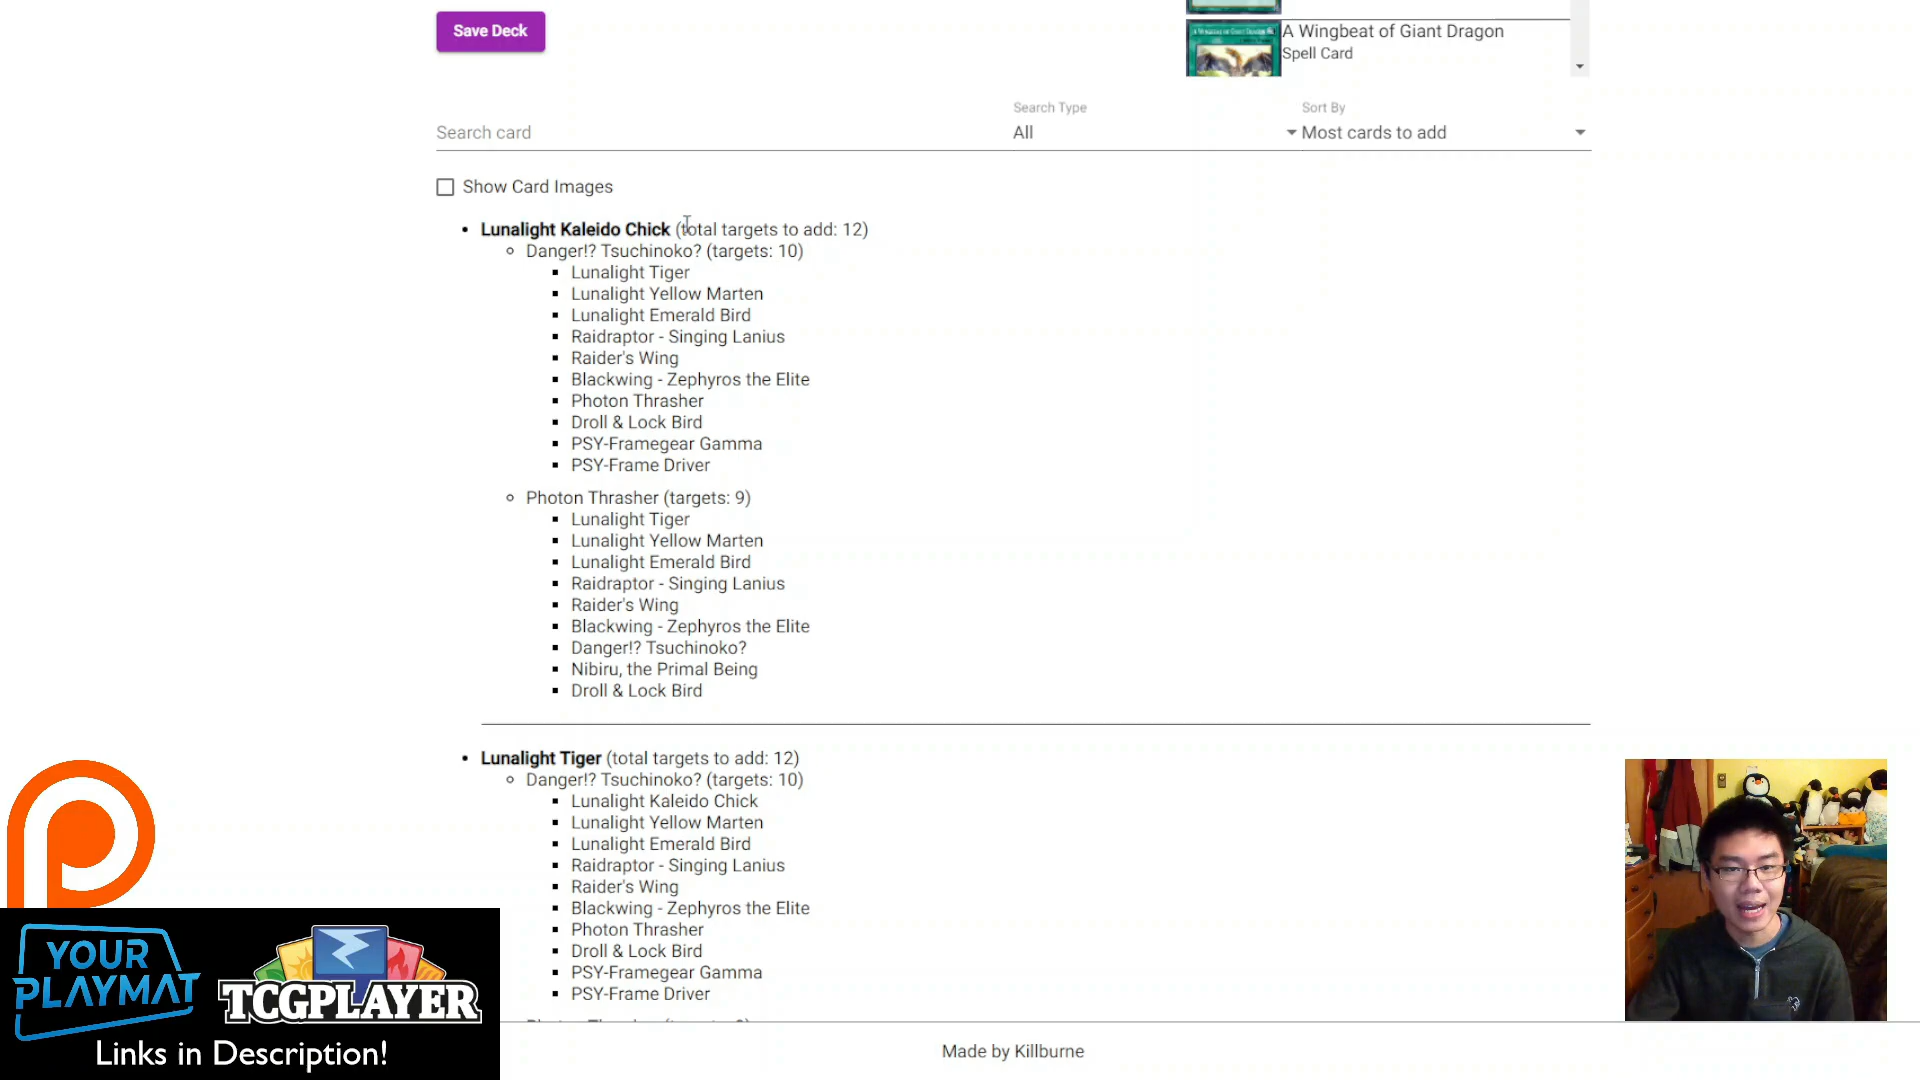 Save Deck
A Wingbeat of Giant Dragon
Spell Card
Search card
Search Type
All
Sort By
Most cards to add
Show Card Images
Lunalight Kaleido Chick (total targets to add: 12)
Danger!? Tsuchinoko? (targets: 10)
Lunalight Tiger
Lunalight Yellow Marten
Lunalight Emerald Bird
Raidraptor - Singing Lanius
Raider's Wing
Blackwing - Zephyros the Elite
Photon Thrasher
Droll & Lock Bird
PSY-Framegear Gamma
PSY-Frame Driver
Photon Thrasher (targets: 9)
Lunalight Tiger
Lunalight Yellow Marten
Lunalight Emerald Bird
Raidraptor - Singing Lanius
Raider's Wing
Blackwing - Zephyros the Elite
Danger!? Tsuchinoko?
Nibiru, the Primal Being
Droll & Lock Bird
Lunalight Tiger (total targets to add: 12)
Danger!? Tsuchinoko? (targets: 10)
Lunalight Kaleido Chick
Lunalight Yellow Marten
Lunalight Emerald Bird
Raidraptor - Singing Lanius
Raider's Wing
Blackwing - Zephyros the Elite
Photon Thrasher
Droll & Lock Bird
PSY-Framegear Gamma
PSY-Frame Driver
Made by Killburne
YOUR
PLAYMAT
TCGPLAYER
Links in Description!